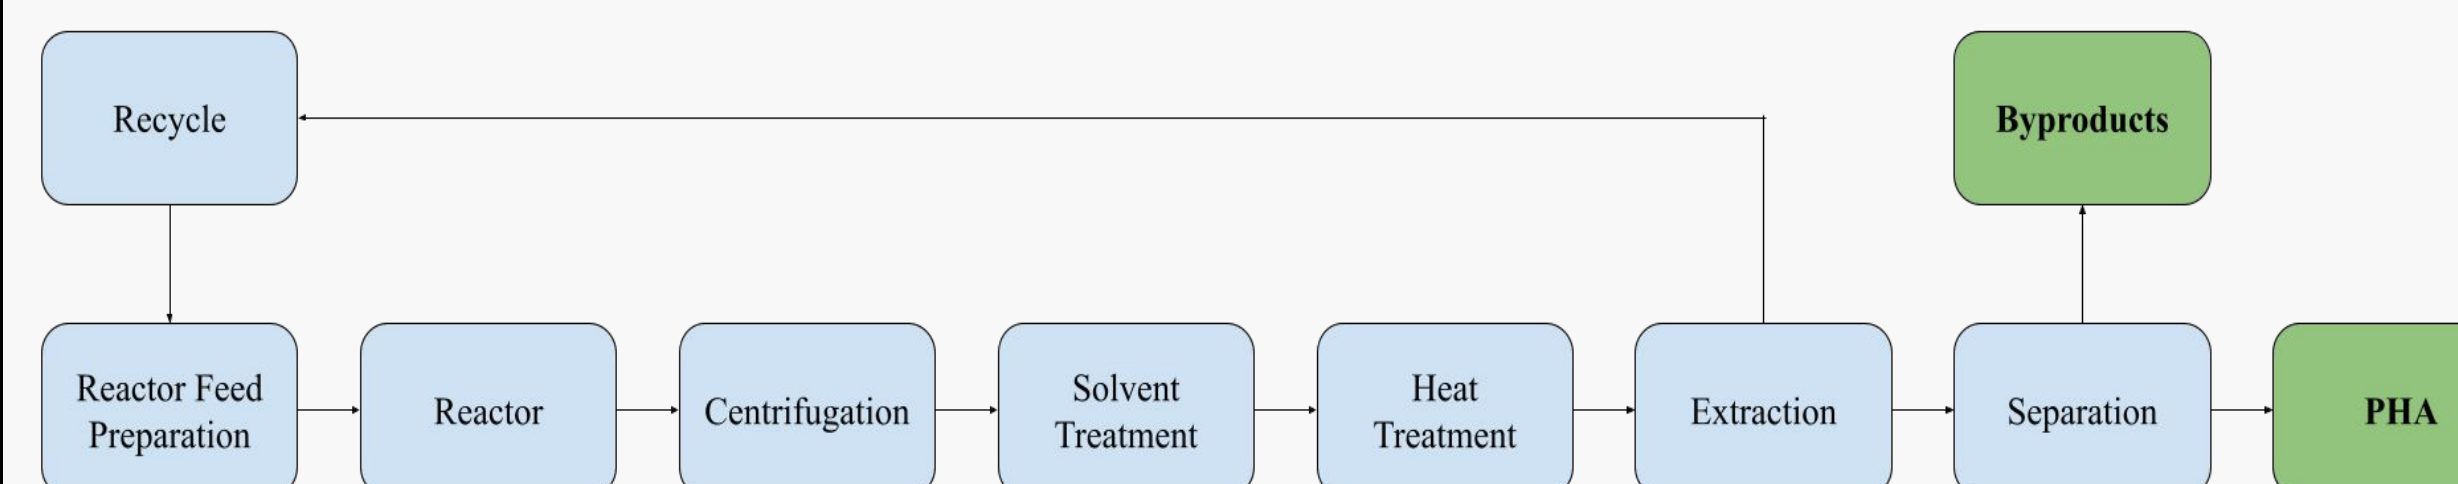 Recycle
Byproducts
Reactor Feed
Preparation
Reactor
Centrifugation
Solvent
Treatment
Heat
Treatment
Extraction
Separation
PHA